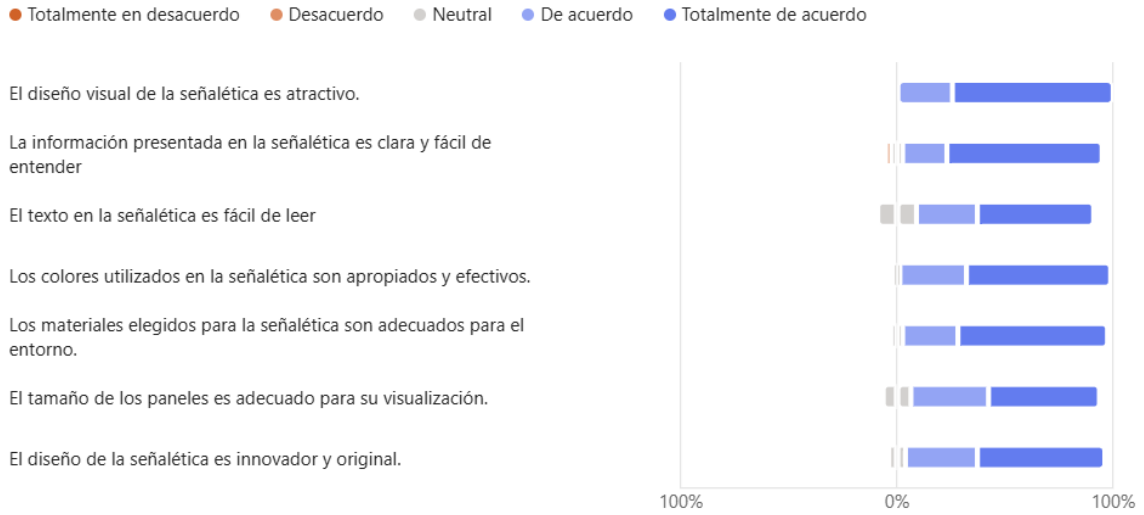 Totalmente en desacuerdo Desacuerdo Neutral De acuerdo Totalmente de acuerdo
El diseño visual de la señalética es atractivo.
La información presentada en la señalética es clara y fácil de
entender
El texto en la señalética es fácil de leer
Los colores utilizados en la señalética son apropiados y efectivos.
Los materiales elegidos para la señalética son adecuados para el
entorno.
El tamaño de los paneles es adecuado para su visualización.
El diseño de la señalética es innovador y original.
100% 0% 100%